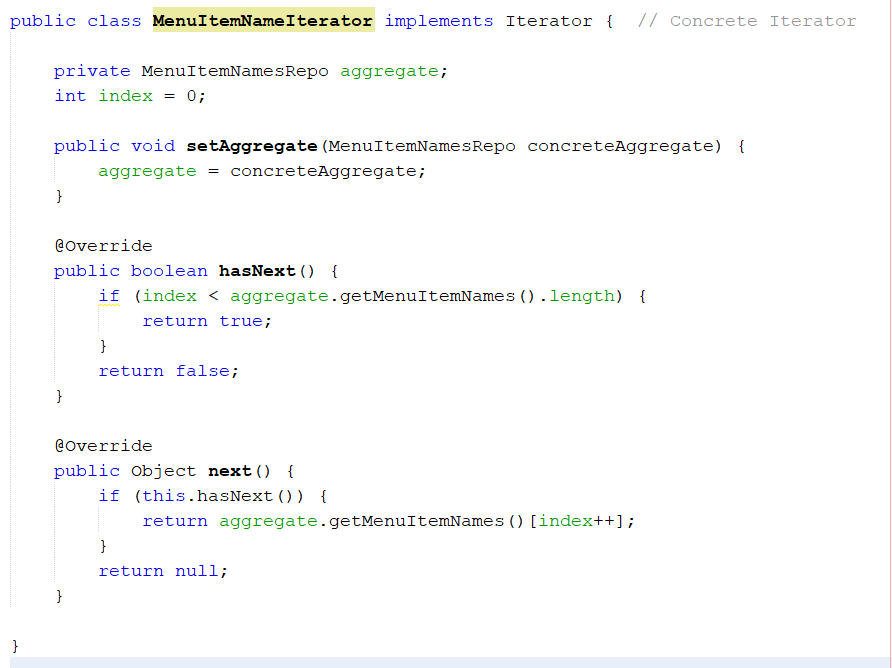 public class MenuItemNameIterator implements Iterator {  // Concrete Iterator
    private MenuItemNamesRepo aggregate;
    int index = 0;
    public void setAggregate(MenuItemNamesRepo concreteAggregate) {
        aggregate = concreteAggregate;
    }
    @Override
    public boolean hasNext() {
        if (index < aggregate.getMenuItemNames().length) {
            return true;
        }
        return false;
    }
    @Override
    public Object next() {
        if (this.hasNext()) {
            return aggregate.getMenuItemNames()[index++];
        }
        return null;
    }
}